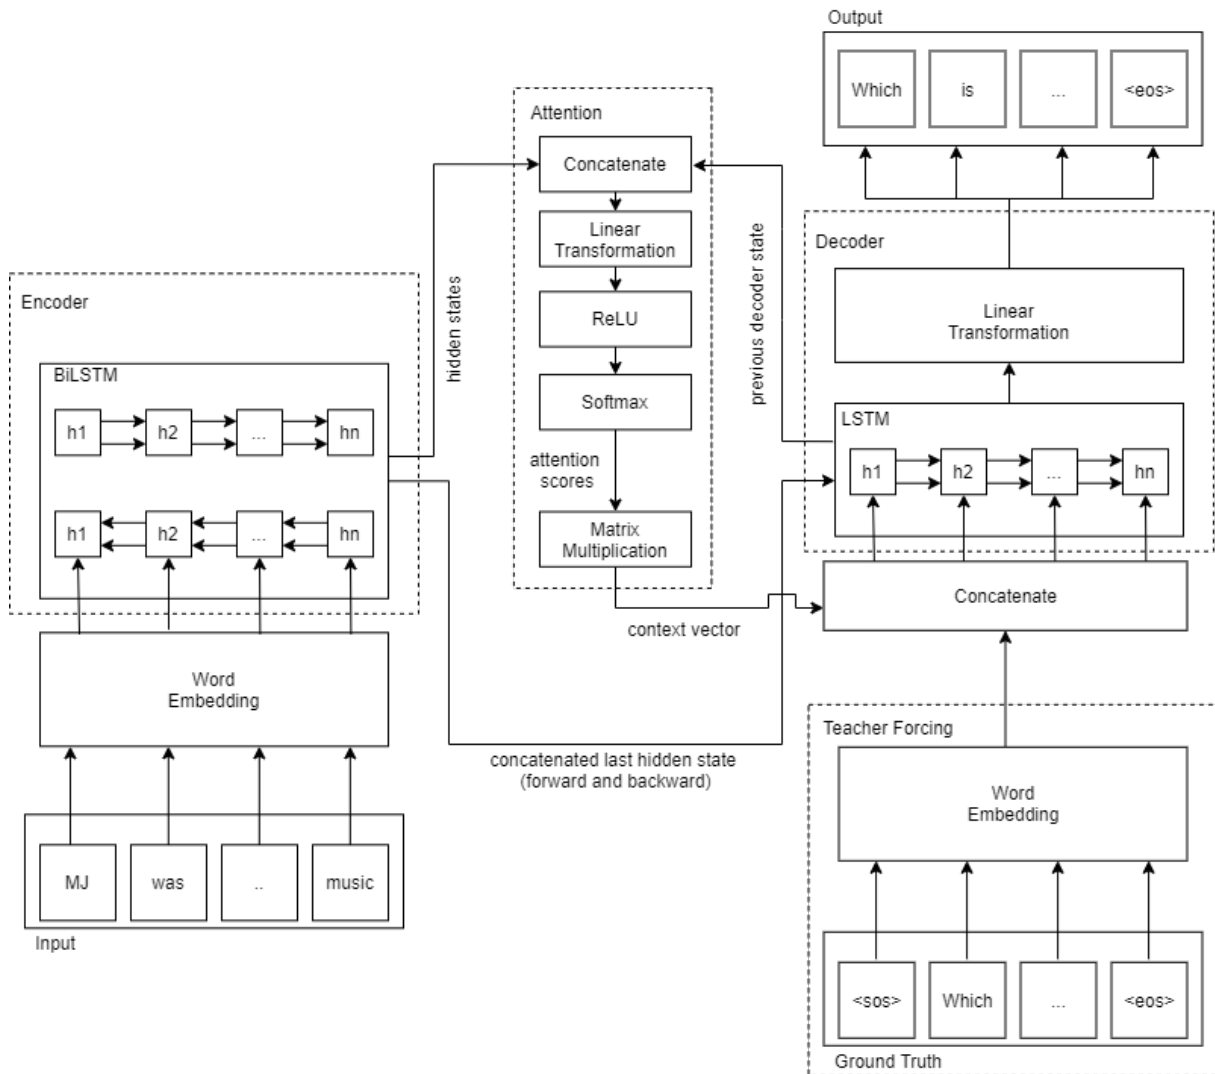 Output
Which
is
...
<eos>
Attention
Concatenate
Linear
Transformation
ReLU
Softmax
attention
scores
Matrix
Multiplication
context vector
hidden states
previous decoder state
Decoder
Linear
Transformation
LSTM
h1
h2
...
hn
Concatenate
Encoder
BiLSTM
h1
h2
...
hn
h1
h2
...
hn
Word
Embedding
MJ
was
..
music
Input
concatenated last hidden state
(forward and backward)
Teacher Forcing
Word
Embedding
<sos>
Which
...
<eos>
Ground Truth